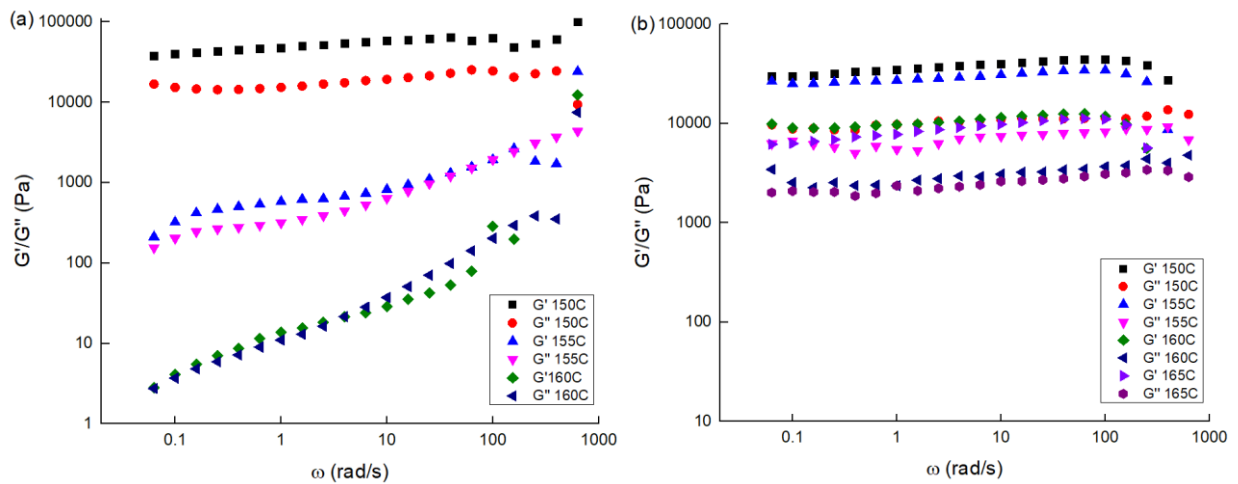 (a)
100000
10000
1000
100
10
1
G'/G'' (Pa)
0.1 1 10 100 1000
ω (rad/s)
G' 150C
G'' 150C
G' 155C
G'' 155C
G'160C
G'' 160C
(b)
100000
10000
1000
100
10
G'/G'' (Pa)
0.1 1 10 100 1000
ω (rad/s)
G' 150C
G'' 150C
G' 155C
G'' 155C
G' 160C
G'' 160C
G' 165C
G'' 165C